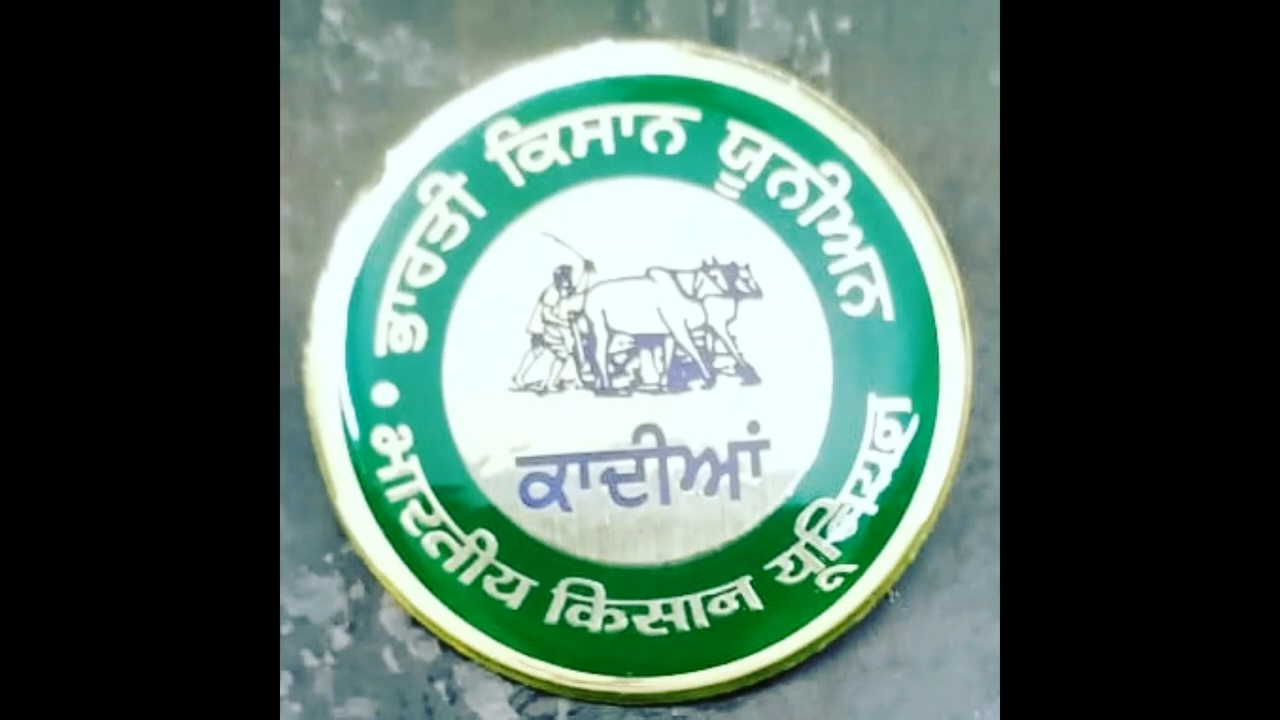 ਭਾਰਤੀ ਕਿਸਾਨ ਯੂਨੀਅਨ
ਕਾਦੀਆਂ
भारतीय किसान यूनियन